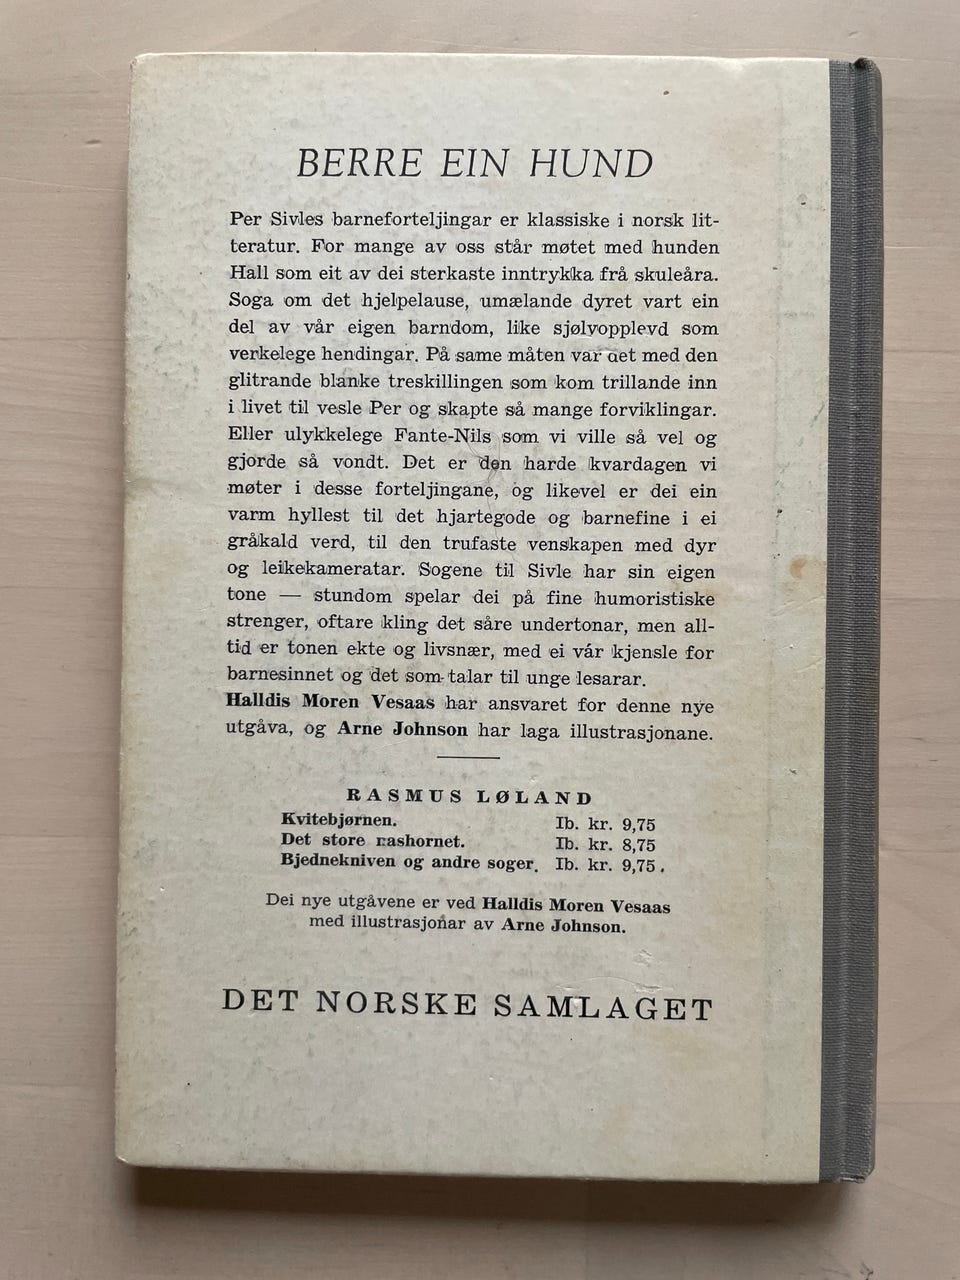 BERRE EIN HUND
Per Sivles barneforteljingar er klassiske i norsk lit-
teratur. For mange av oss står møtet med hunden
Hall som eit av dei sterkaste inntrykka frå skuleåra.
Soga om det hjelpelause, umælande dyret vart ein
del av vår eigen barndom, like sjølvopplevd som
verkelege hendingar. På same måten var det med den
glitrande blanke treskillingen som kom trillande inn
i livet til vesle Per og skapte så mange forviklingar.
Eller ulykkelege Fante-Nils som vi ville så vel og
gjorde så vondt. Det er den harde kvardagen vi
møter i desse forteljingane, og likevel er dei ein
varm hyllest til det hjartegode og barnefine i ei
gråkald verd, til den trufaste venskapen med dyr
og leikekameratar. Sogene til Sivle har sin eigen
tone — stundom spelar dei på fine humoristiske
strenger, oftare kling det såre undertonar, men all-
tid er tonen ekte og livsnær, med ei vár kjensle for
barnesinnet og det som talar til unge lesarar.
Halldis Moren Vesaas har ansvaret for denne nye
utgåva, og Arne Johnson har laga illustrasjonane.
RASMUS LØLAND
Kvitebjørnen. Ib. kr. 9,75
Det store nashornet. Ib. kr. 8,75
Bjednekniven og andre soger. Ib. kr. 9,75.
Dei nye utgåvene er ved Halldis Moren Vesaas
med illustrasjonar av Arne Johnson.
DET NORSKE SAMLAGET